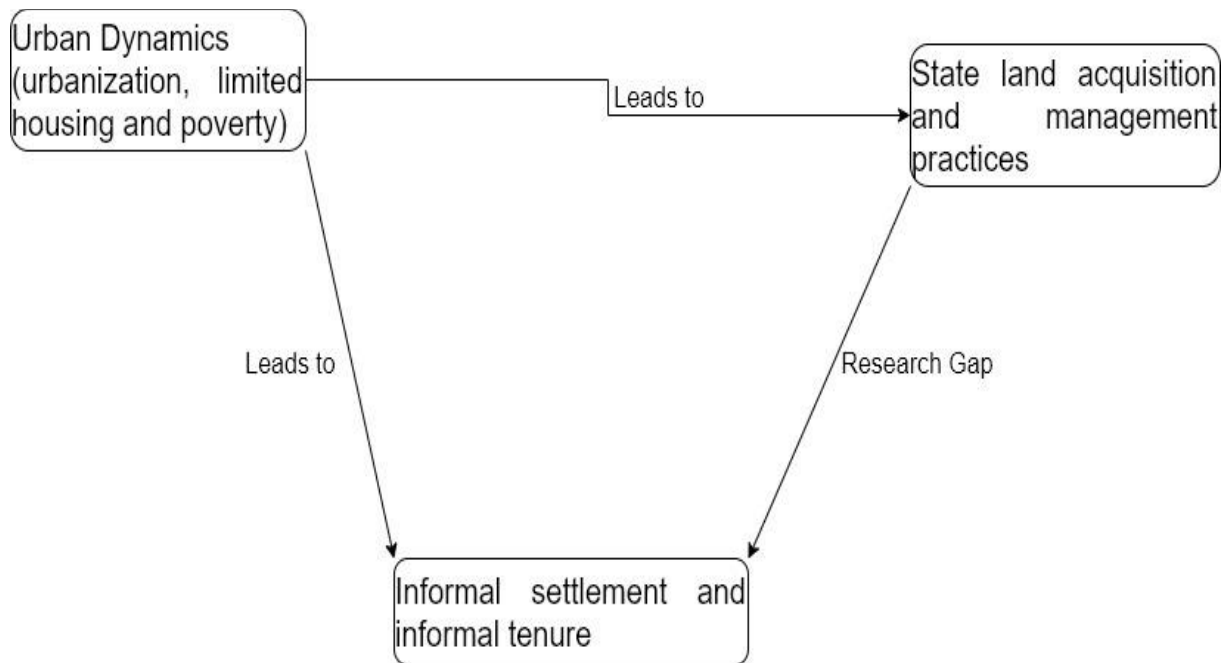 Urban Dynamics
(urbanization, limited
housing and poverty)
Leads to
State land acquisition
and management
practices
Leads to
Research Gap
Informal settlement and
informal tenure